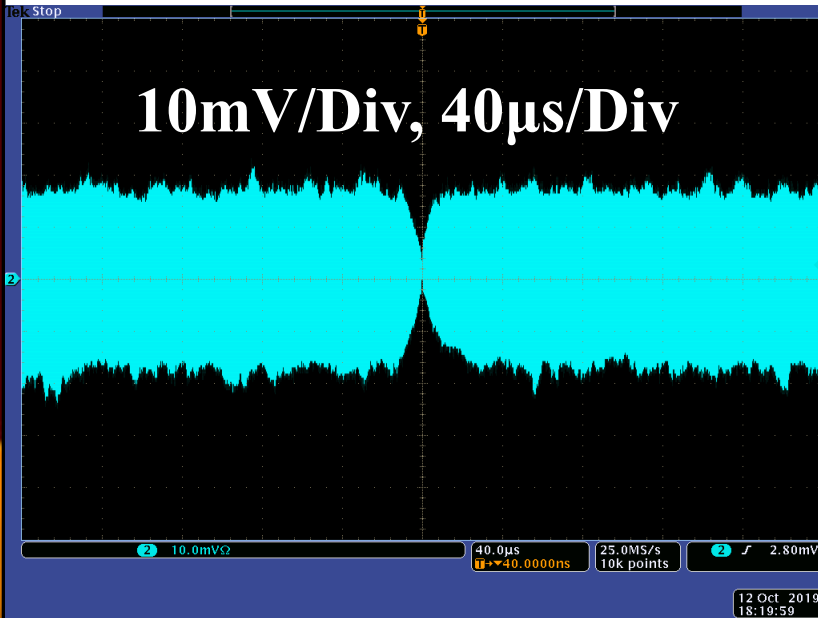 Tek Stop
T
T
10mV/Div, 40μs/Div
2
2 10.0mVΩ
40.0μs
T→▼40.0000ns
25.0MS/s
10k points
2 ∫ 2.80mV
12 Oct 2019
18:19:59